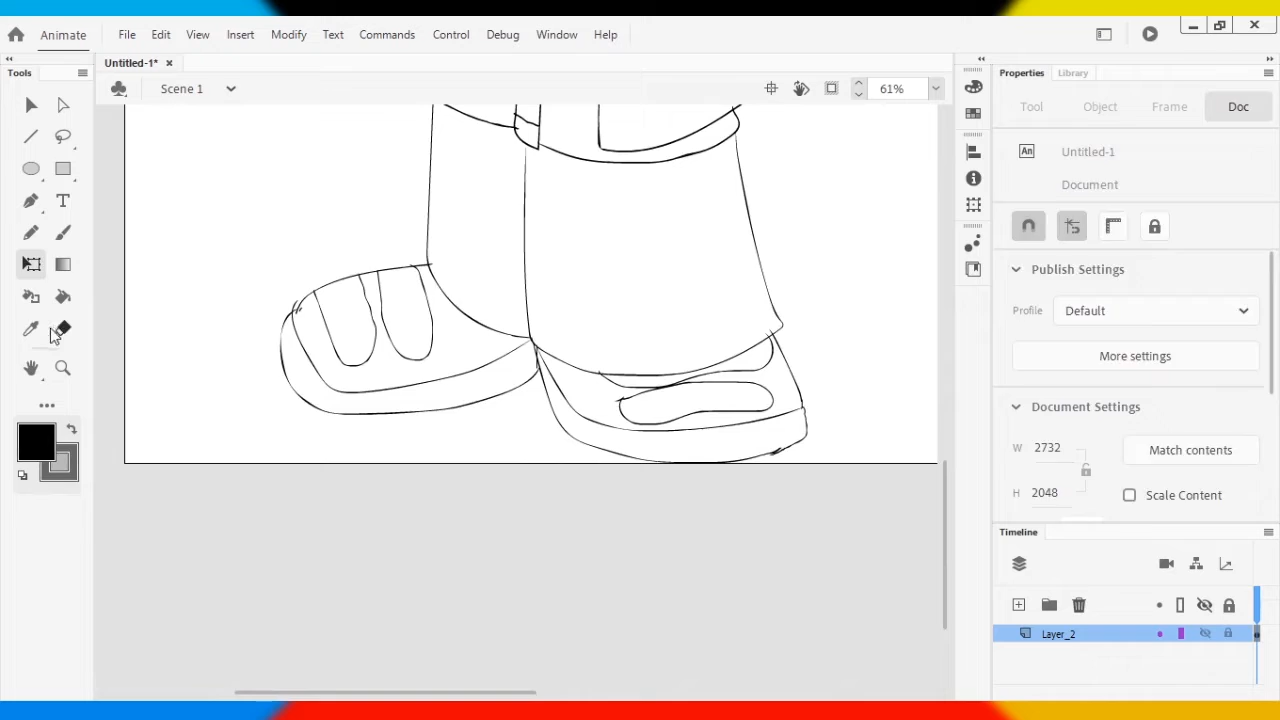 Animate File Edit View Insert Modify Text Commands Control Debug Window Help
Tools
Untitled-1*
Scene 1
61%
Properties Library
Tool Object Frame Doc
An Untitled-1
Document
Publish Settings
Profile Default
More settings
Document Settings
W 2732
Match contents
H 2048
Scale Content
Timeline
Layer_2